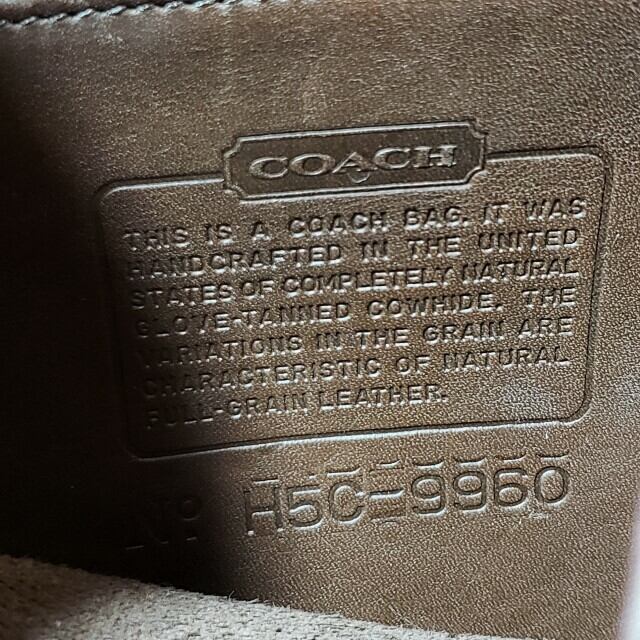 COACH
THIS IS A COACH BAG. IT WAS
HANDCRAFTED IN THE UNITED
STATES OF COMPLETELY NATURAL
GLOVE-TANNED COWHIDE. THE
VARIATIONS IN THE GRAIN ARE
CHARACTERISTIC OF NATURAL
FULL-GRAIN LEATHER.
No H5C-9960